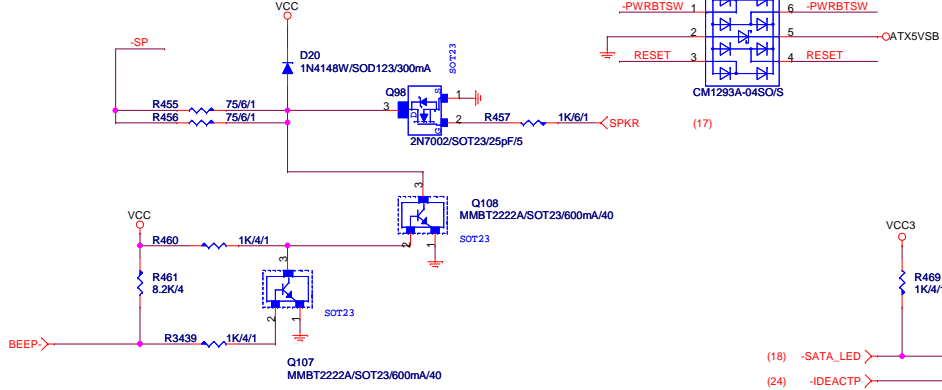 VCC
-PWRBTSW 1 6 -PWRBTSW
-SP
2 5 ATX5VSB
D20
1N4148W/SOD123/300mA
SOT23
RESET 3 4 RESET
Q98
S
1
CM1293A-04SO/S
R455 75/6/1
3
D
R456 75/6/1
G
2
R457 1K/6/1 SPKR (17)
2N7002/SOT23/25pF/5
3
Q108
MMBT2222A/SOT23/600mA/40
VCC
VCC3
SOT23
R460 1K/4/1
2
1
3
R461
8.2K/4
R469
1K/4/
SOT23
2
1
BEEP- R3439 1K/4/1
Q107
MMBT2222A/SOT23/600mA/40
(18) -SATA_LED
(24) -IDEACTP